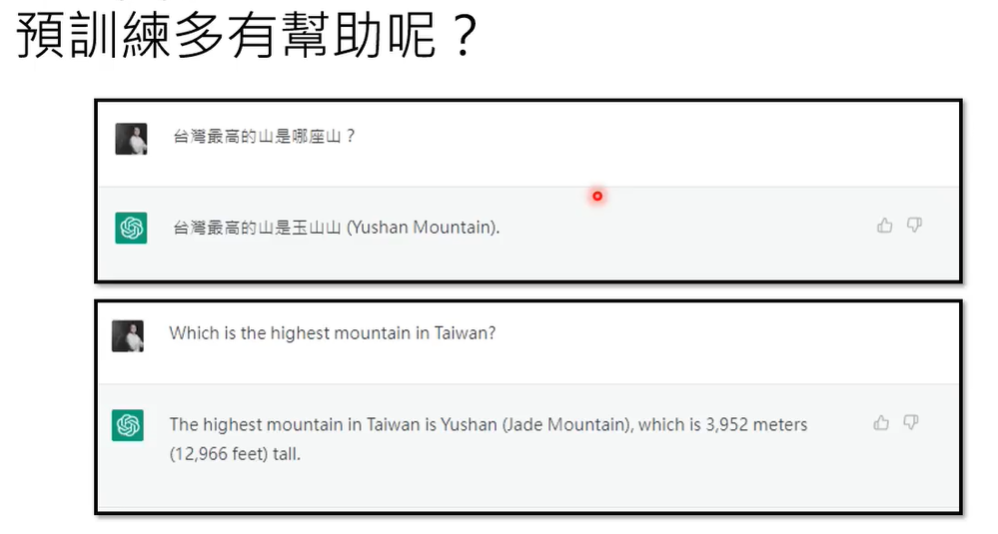 預訓練多有幫助呢？
台灣最高的山是哪座山？
台灣最高的山是玉山山 (Yushan Mountain).
Which is the highest mountain in Taiwan?
The highest mountain in Taiwan is Yushan (Jade Mountain), which is 3,952 meters
(12,966 feet) tall.